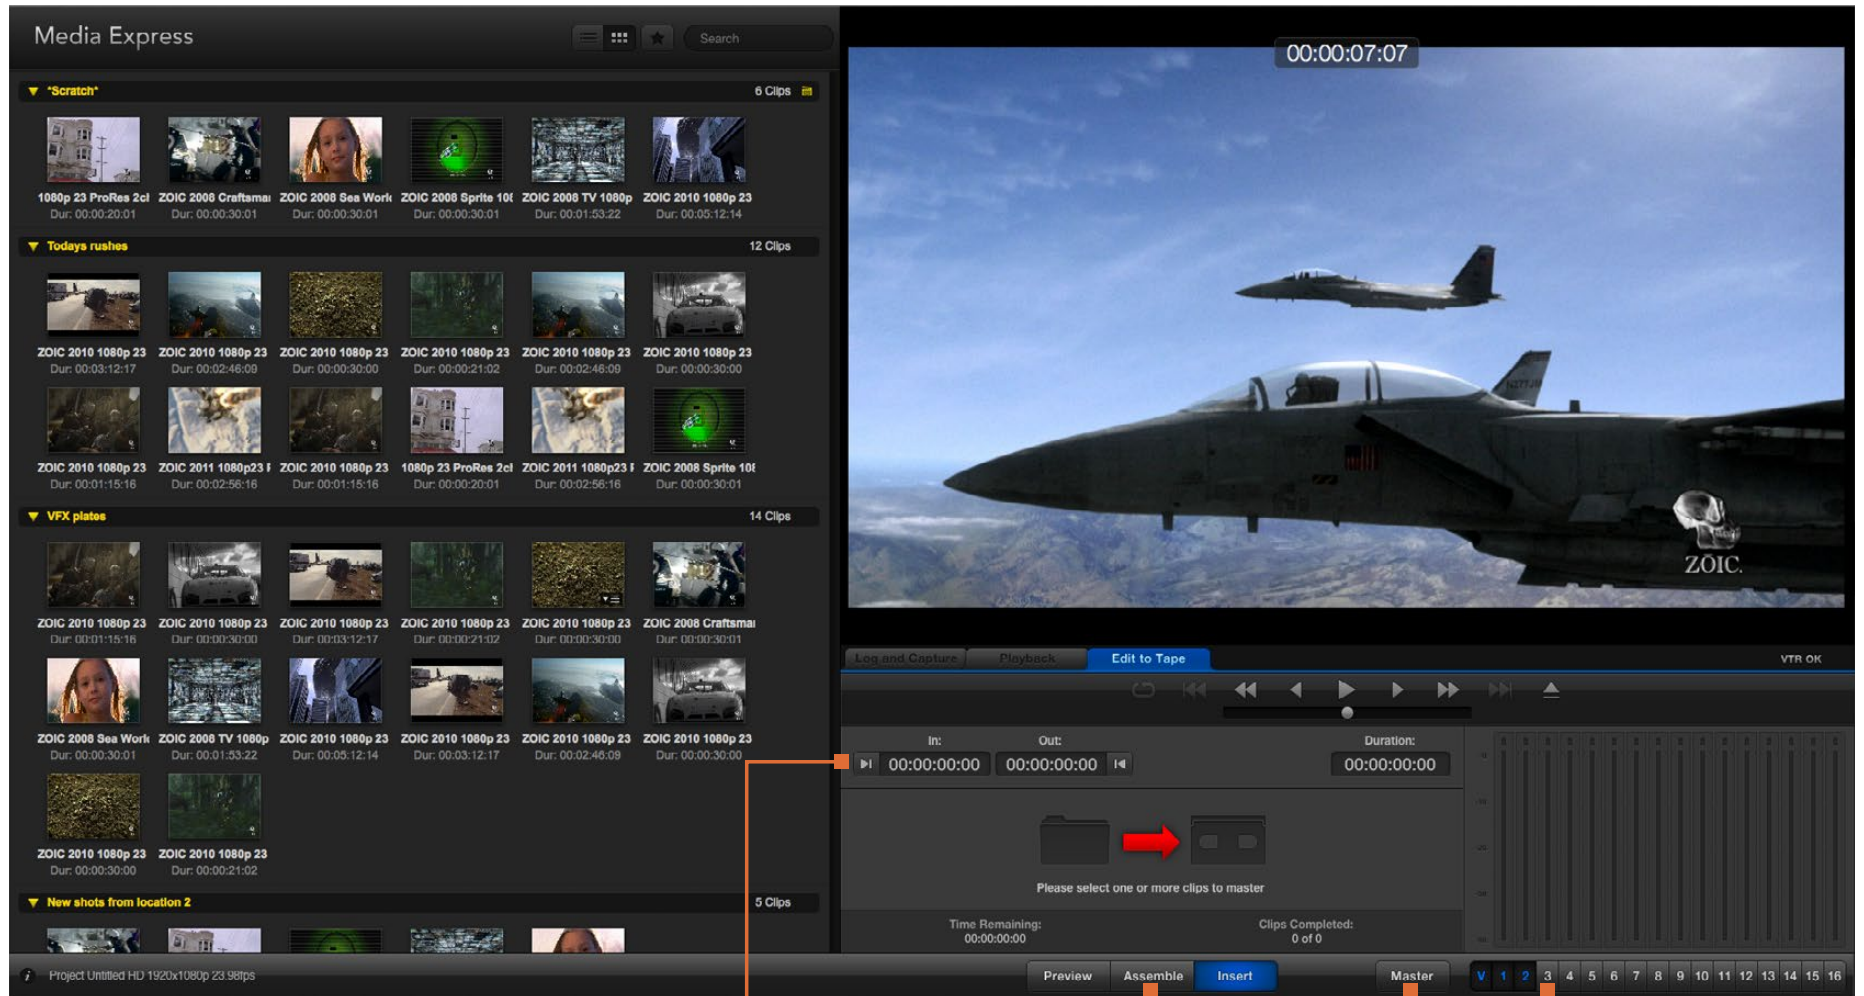 Media Express
Search
00:00:07:07
*Scratch*
6 Clips
1080p 23 ProRes 2cl ZOIC 2008 Craftsmai ZOIC 2008 Sea Work ZOIC 2008 Sprite 108 ZOIC 2008 TV 1080p ZOIC 2010 1080p 23
Dur: 00:00:20:01 Dur: 00:00:30:01 Dur: 00:00:30:01 Dur: 00:00:30:01 Dur: 00:01:53:22 Dur: 00:05:12:14
Todays rushes
12 Clips
ZOIC 2010 1080p 23 ZOIC 2010 1080p 23 ZOIC 2010 1080p 23 ZOIC 2010 1080p 23 ZOIC 2010 1080p 23 ZOIC 2010 1080p 23
Dur: 00:03:12:17 Dur: 00:02:46:09 Dur: 00:00:30:00 Dur: 00:00:21:02 Dur: 00:02:46:09 Dur: 00:00:30:00
ZOIC 2010 1080p 23 ZOIC 2011 1080p23 F ZOIC 2010 1080p 23 1080p 23 ProRes 2cl ZOIC 2011 1080p23 F ZOIC 2008 Sprite 108
Dur: 00:01:15:16 Dur: 00:02:56:16 Dur: 00:01:15:16 Dur: 00:00:20:01 Dur: 00:02:56:16 Dur: 00:00:30:01
VFX plates
14 Clips
ZOIC 2010 1080p 23 ZOIC 2010 1080p 23 ZOIC 2010 1080p 23 ZOIC 2010 1080p 23 ZOIC 2010 1080p 23 ZOIC 2008 Craftsmai
Dur: 00:01:15:16 Dur: 00:00:30:00 Dur: 00:03:12:17 Dur: 00:00:21:02 Dur: 00:00:30:00 Dur: 00:00:30:01
ZOIC 2008 Sea Work ZOIC 2008 TV 1080p ZOIC 2010 1080p 23 ZOIC 2010 1080p 23 ZOIC 2010 1080p 23 ZOIC 2010 1080p 23
Dur: 00:00:30:01 Dur: 00:01:53:22 Dur: 00:05:12:14 Dur: 00:03:12:17 Dur: 00:02:46:09 Dur: 00:00:30:00
ZOIC 2010 1080p 23 ZOIC 2010 1080p 23
Dur: 00:00:30:00 Dur: 00:00:21:02
New shots from location 2
5 Clips
Project Untitled HD 1920x1080p 23.98fps
N377JM
ZOIC.
Log and Capture Playback Edit to Tape
VTR OK
In: Out: Duration:
00:00:00:00 00:00:00:00 00:00:00:00
Please select one or more clips to master
Time Remaining: Clips Completed:
00:00:00:00 0 of 0
Preview Assemble Insert Master V 1 2 3 4 5 6 7 8 9 10 11 12 13 14 15 16